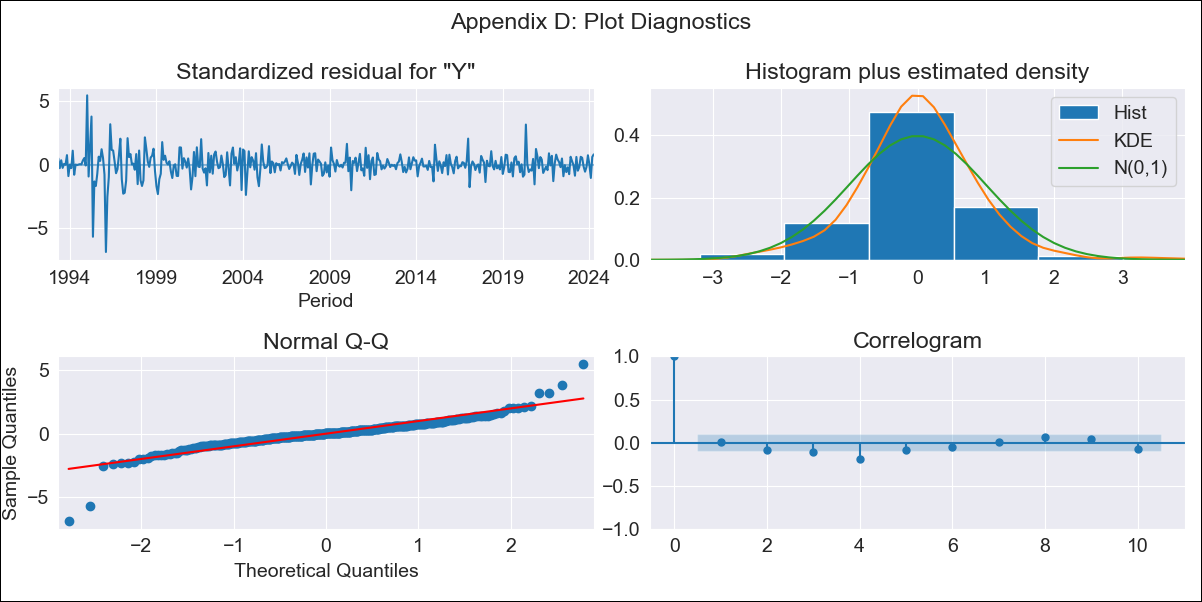 Appendix D: Plot Diagnostics
Standardized residual for "Y"
5
0
−5
1994 1999 2004 2009 2014 2019 2024
Period
Histogram plus estimated density
0.4
0.2
0.0
−3 −2 −1 0 1 2 3
Hist
KDE
N(0,1)
Normal Q-Q
Sample Quantiles
5
0
−5
−2 −1 0 1 2
Theoretical Quantiles
Correlogram
1.0
0.5
0.0
−0.5
−1.0
0 2 4 6 8 10